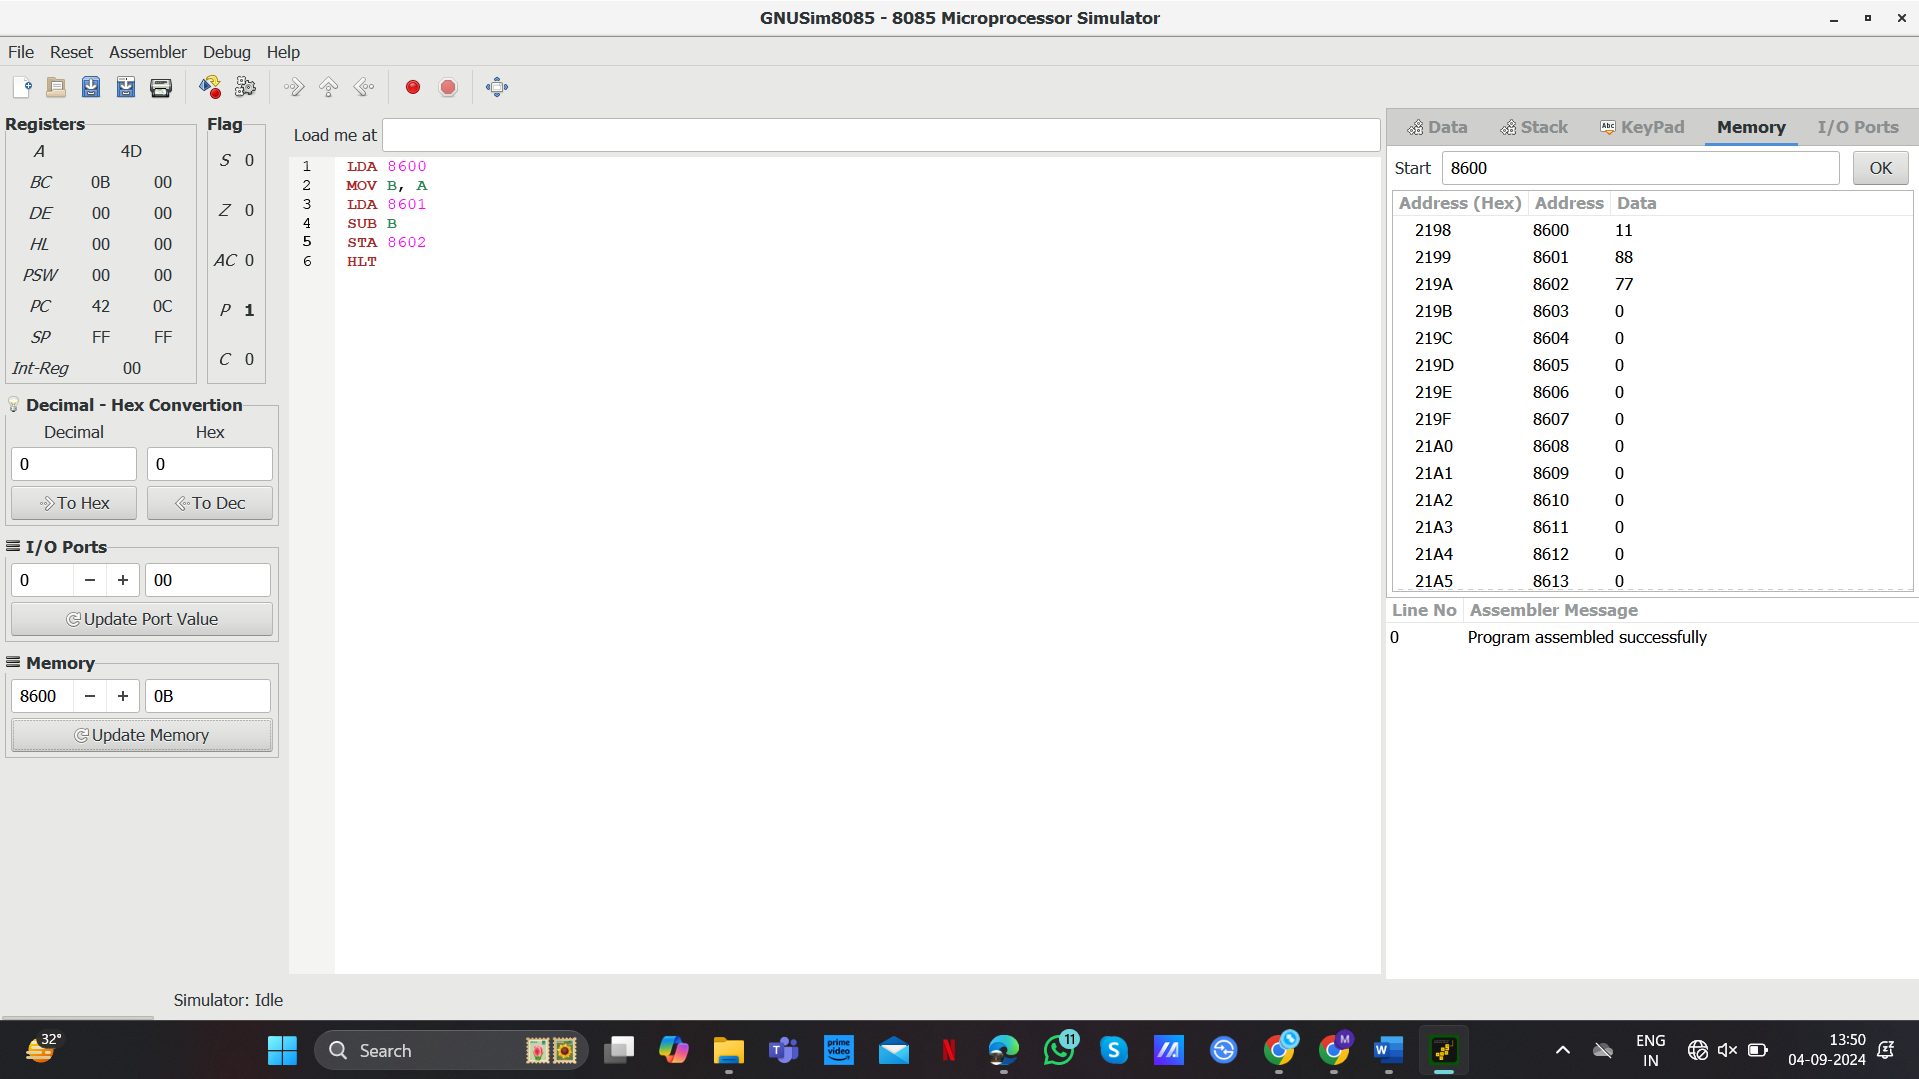 GNUSim8085 - 8085 Microprocessor Simulator
File Reset Assembler Debug Help
Registers
A 4D
BC 0B 00
DE 00 00
HL 00 00
PSW 00 00
PC 42 0C
SP FF FF
Int-Reg 00
Flag
S 0
Z 0
AC 0
P 1
C 0
Decimal - Hex Convertion
Decimal Hex
0 0
To Hex To Dec
I/O Ports
0 − + 00
Update Port Value
Memory
8600 − + 0B
Update Memory
Load me at
1 LDA 8600
2 MOV B, A
3 LDA 8601
4 SUB B
5 STA 8602
6 HLT
Data Stack Abc KeyPad Memory I/O Ports
Start 8600 OK
Address (Hex) Address Data
2198 8600 11
2199 8601 88
219A 8602 77
219B 8603 0
219C 8604 0
219D 8605 0
219E 8606 0
219F 8607 0
21A0 8608 0
21A1 8609 0
21A2 8610 0
21A3 8611 0
21A4 8612 0
21A5 8613 0
Line No Assembler Message
0 Program assembled successfully
Simulator: Idle
32°
Search
prime video
11
M
ENG
IN
13:50
04-09-2024